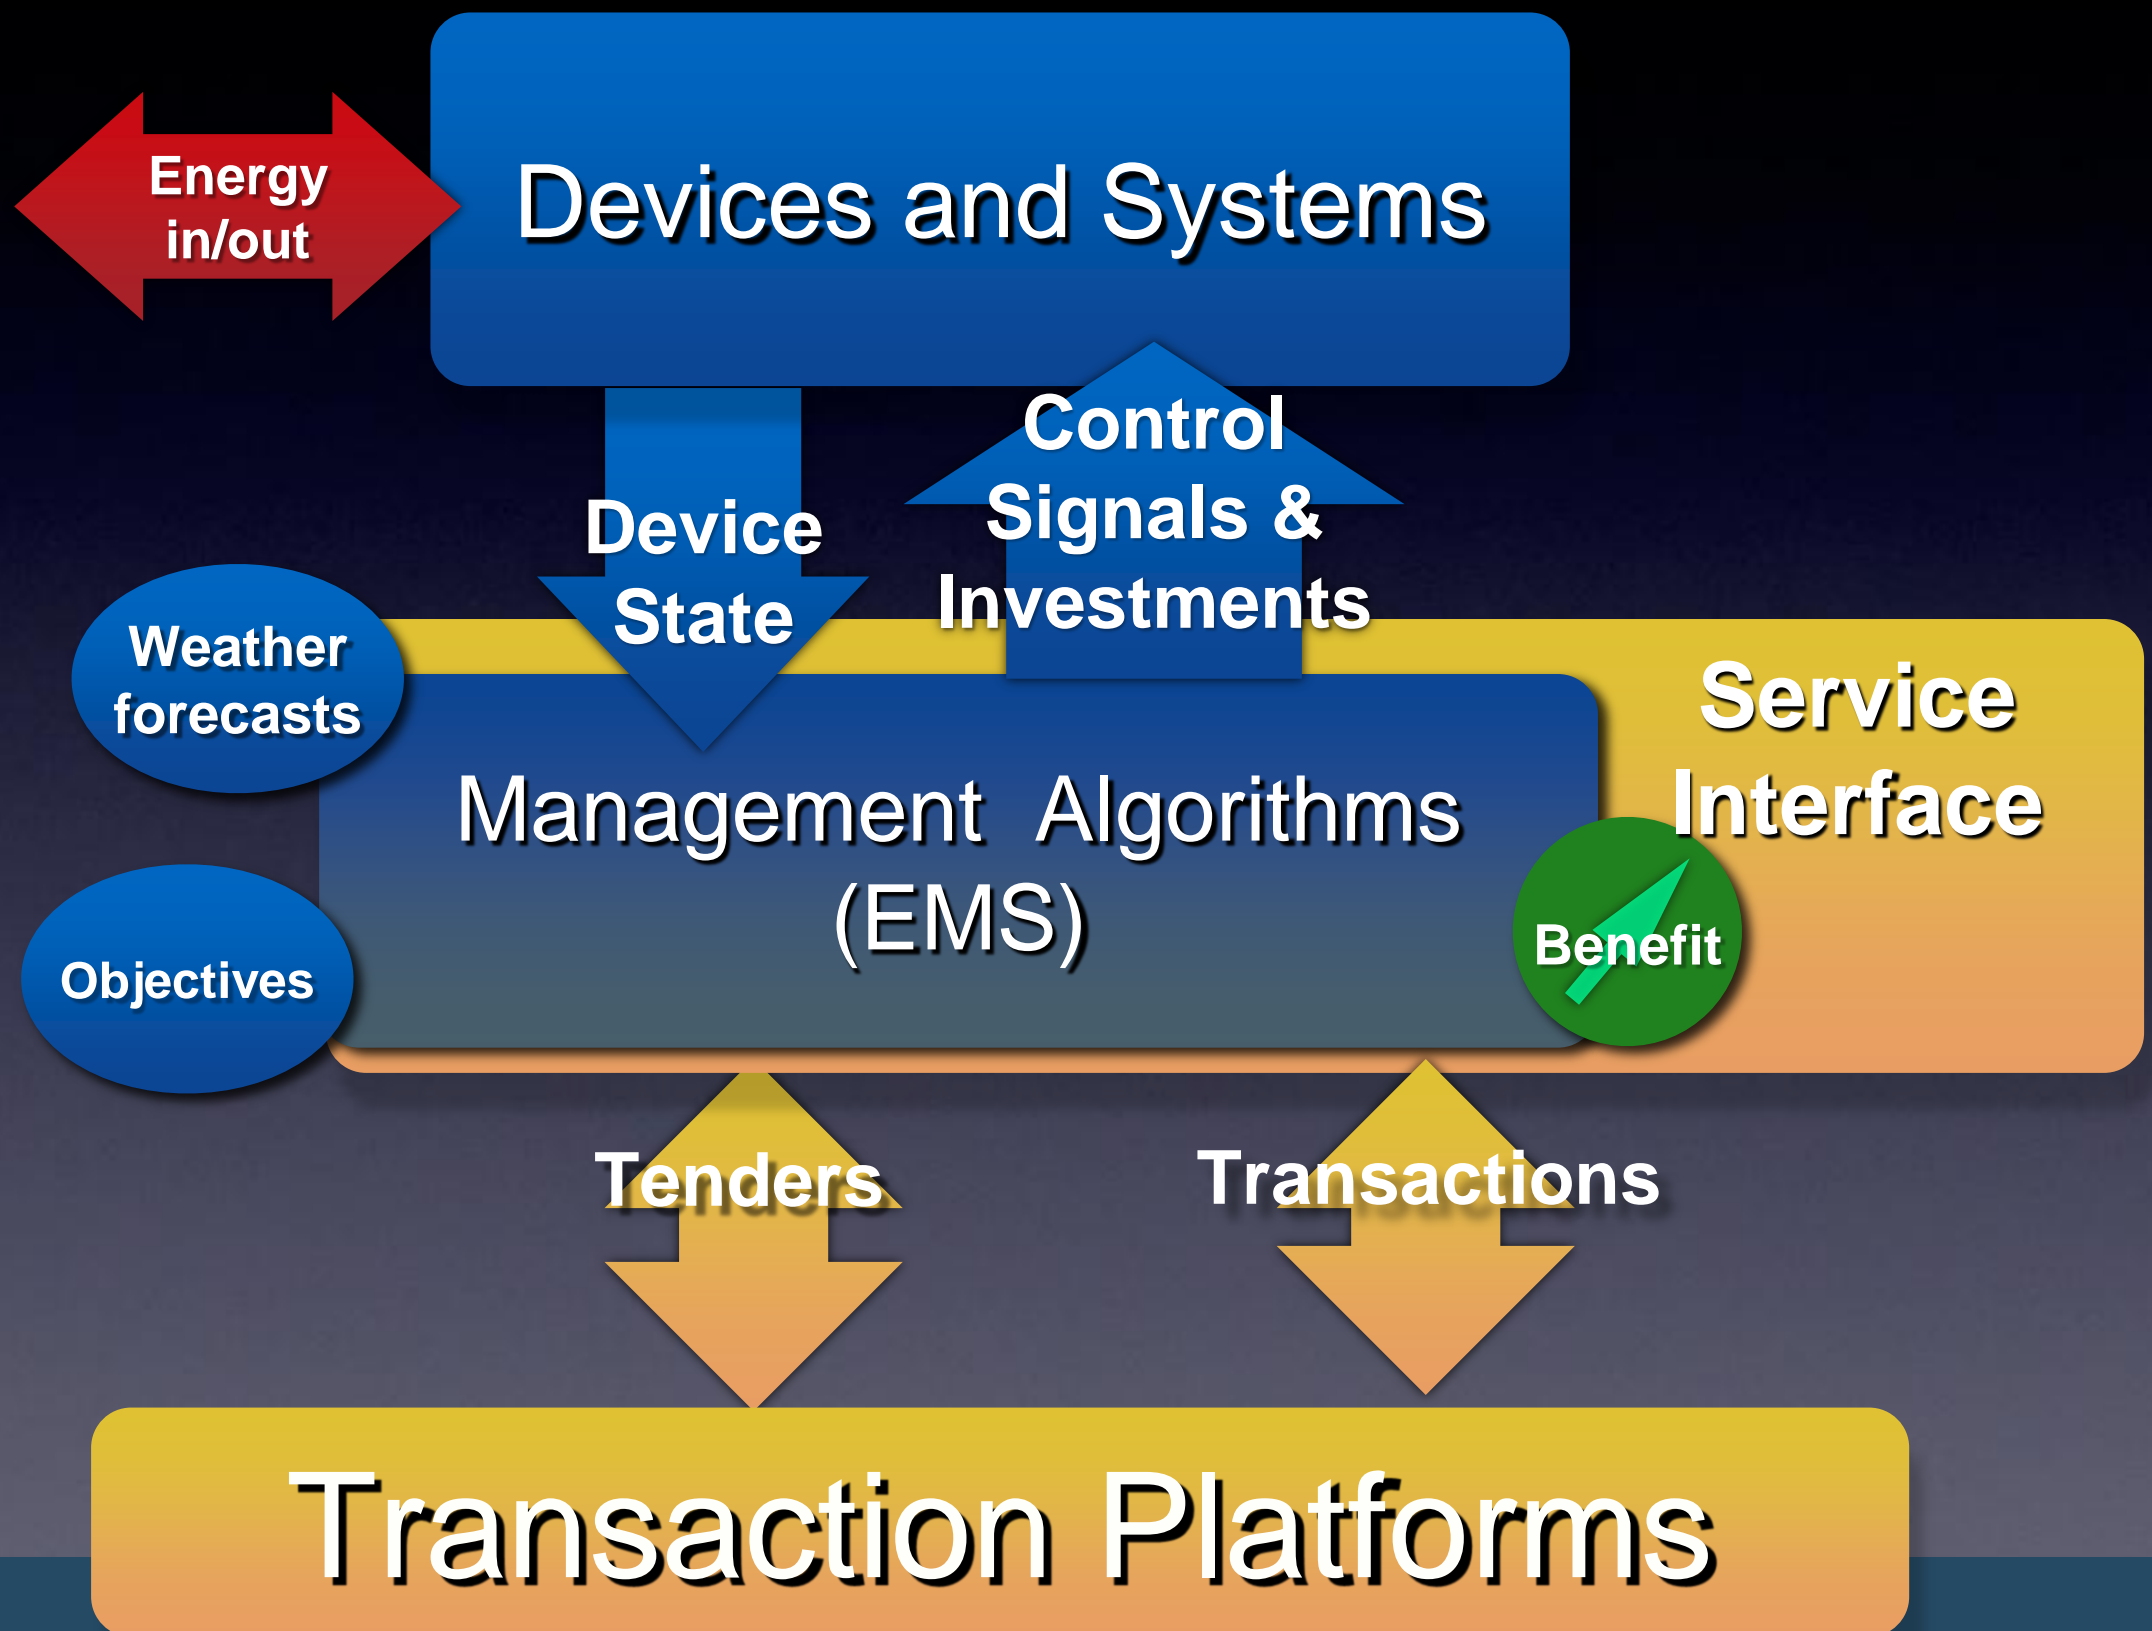 Energy
in/out
Devices and Systems
Control
Signals &
Investments
Device
State
Weather
forecasts
Service
Interface
Management Algorithms
(EMS)
Benefit
Objectives
Tenders
Transactions
Transaction Platforms